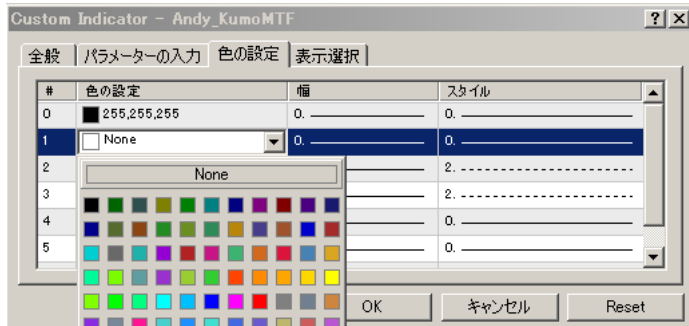 Custom Indicator - Andy_KumoMTF
全般 パラメーターの入力 色の設定 表示選択
# 色の設定 幅 スタイル
0 255,255,255 0. 0.
1 None 0. 0.
2 None 2.
3 2.
4 0.
5 0.
OK キャンセル Reset